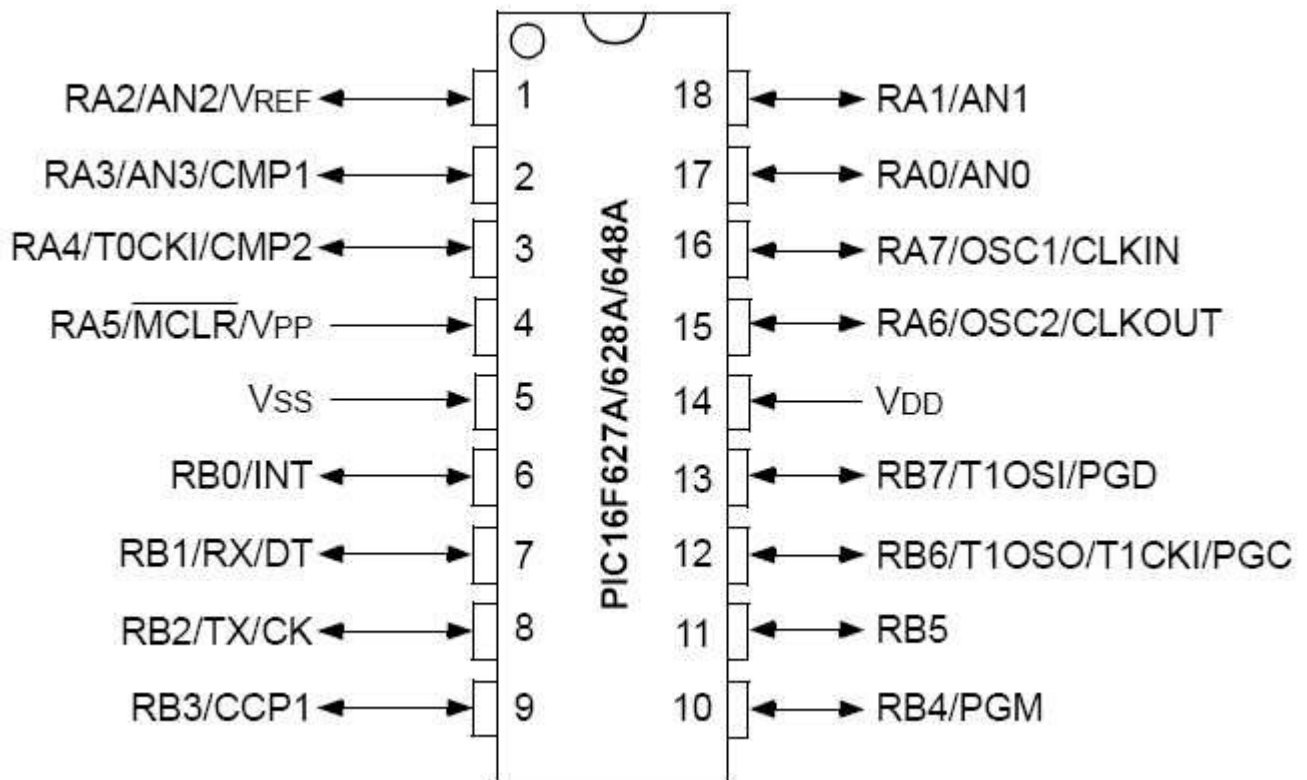 RA2/AN2/VREF 1 18 RA1/AN1
RA3/AN3/CMP1 2 17 RA0/AN0
RA4/T0CKI/CMP2 3 16 RA7/OSC1/CLKIN
RA5/MCLR/VPP 4 15 RA6/OSC2/CLKOUT
VSS 5 14 VDD
RB0/INT 6 13 RB7/T1OSI/PGD
RB1/RX/DT 7 12 RB6/T1OSO/T1CKI/PGC
RB2/TX/CK 8 11 RB5
RB3/CCP1 9 10 RB4/PGM
PIC16F627A/628A/648A